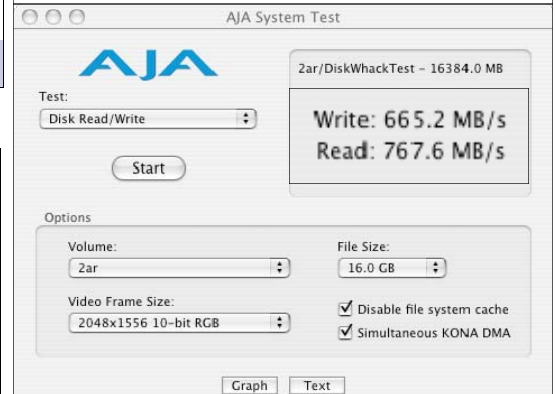 AJA System Test
AJA
2ar/DiskWhackTest - 16384.0 MB
Test:
Disk Read/Write
Write: 665.2 MB/s
Read: 767.6 MB/s
Start
Options
Volume:
2ar
File Size:
16.0 GB
Video Frame Size:
2048x1556 10-bit RGB
Disable file system cache
Simultaneous KONA DMA
Graph
Text